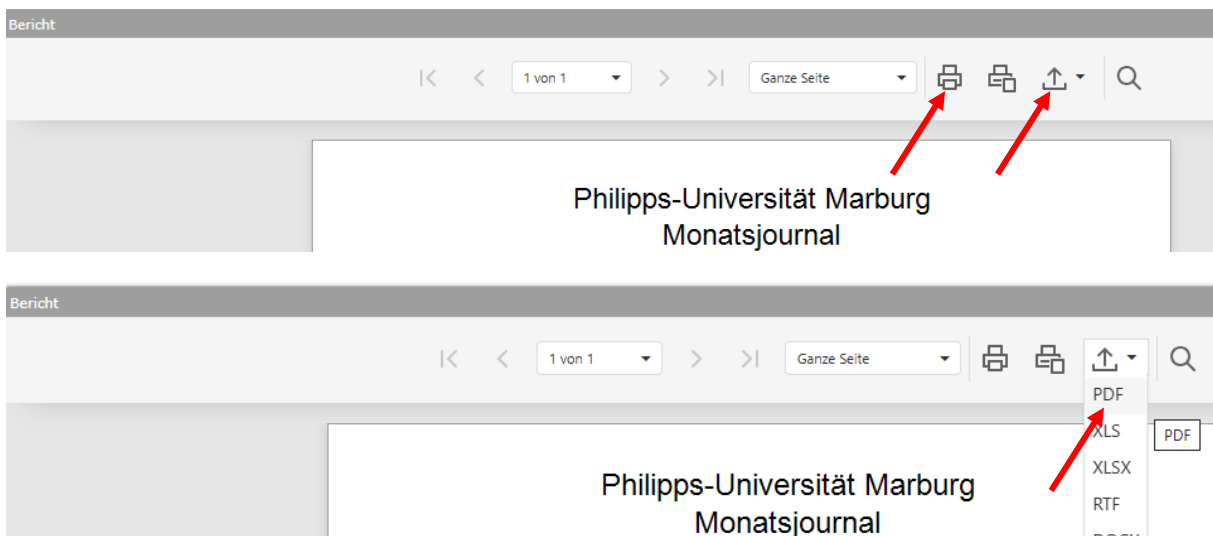 Bericht
1 von 1 Ganze Seite
Philipps-Universität Marburg
Monatsjournal
Bericht
1 von 1 Ganze Seite
PDF
XLS PDF
XLSX
RTF
DOCX
Philipps-Universität Marburg
Monatsjournal